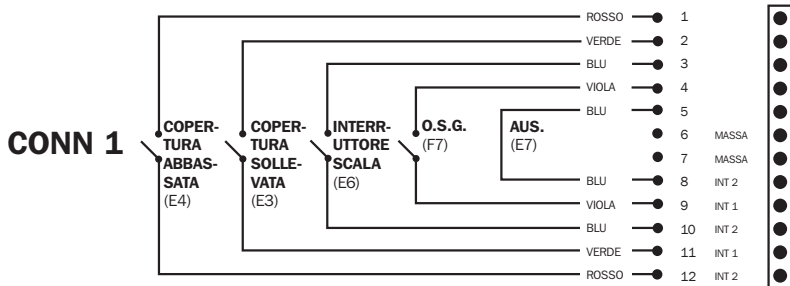 ROSSO 1
VERDE 2
BLU 3
VIOLA 4
BLU 5
6 MASSA
7 MASSA
BLU 8 INT 2
VIOLA 9 INT 1
BLU 10 INT 2
VERDE 11 INT 1
ROSSO 12 INT 2
CONN 1
COPER-
TURA
ABBAS-
SATA
(E4)
COPER-
TURA
SOLLE-
VATA
(E3)
INTERR-
UTTORE
SCALA
(E6)
O.S.G.
(F7)
AUS.
(E7)